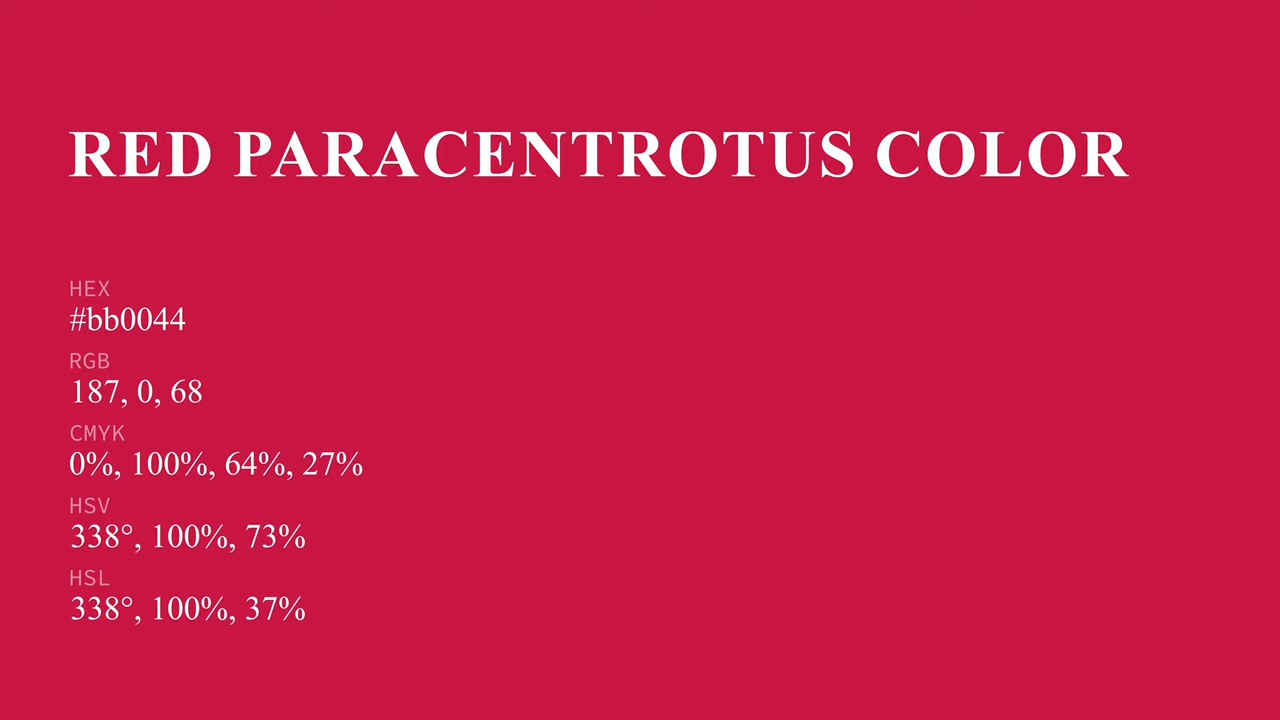 RED PARACENTROTUS COLOR
HEX
#bb0044
RGB
187, 0, 68
CMYK
0%, 100%, 64%, 27%
HSV
338°, 100%, 73%
HSL
338°, 100%, 37%